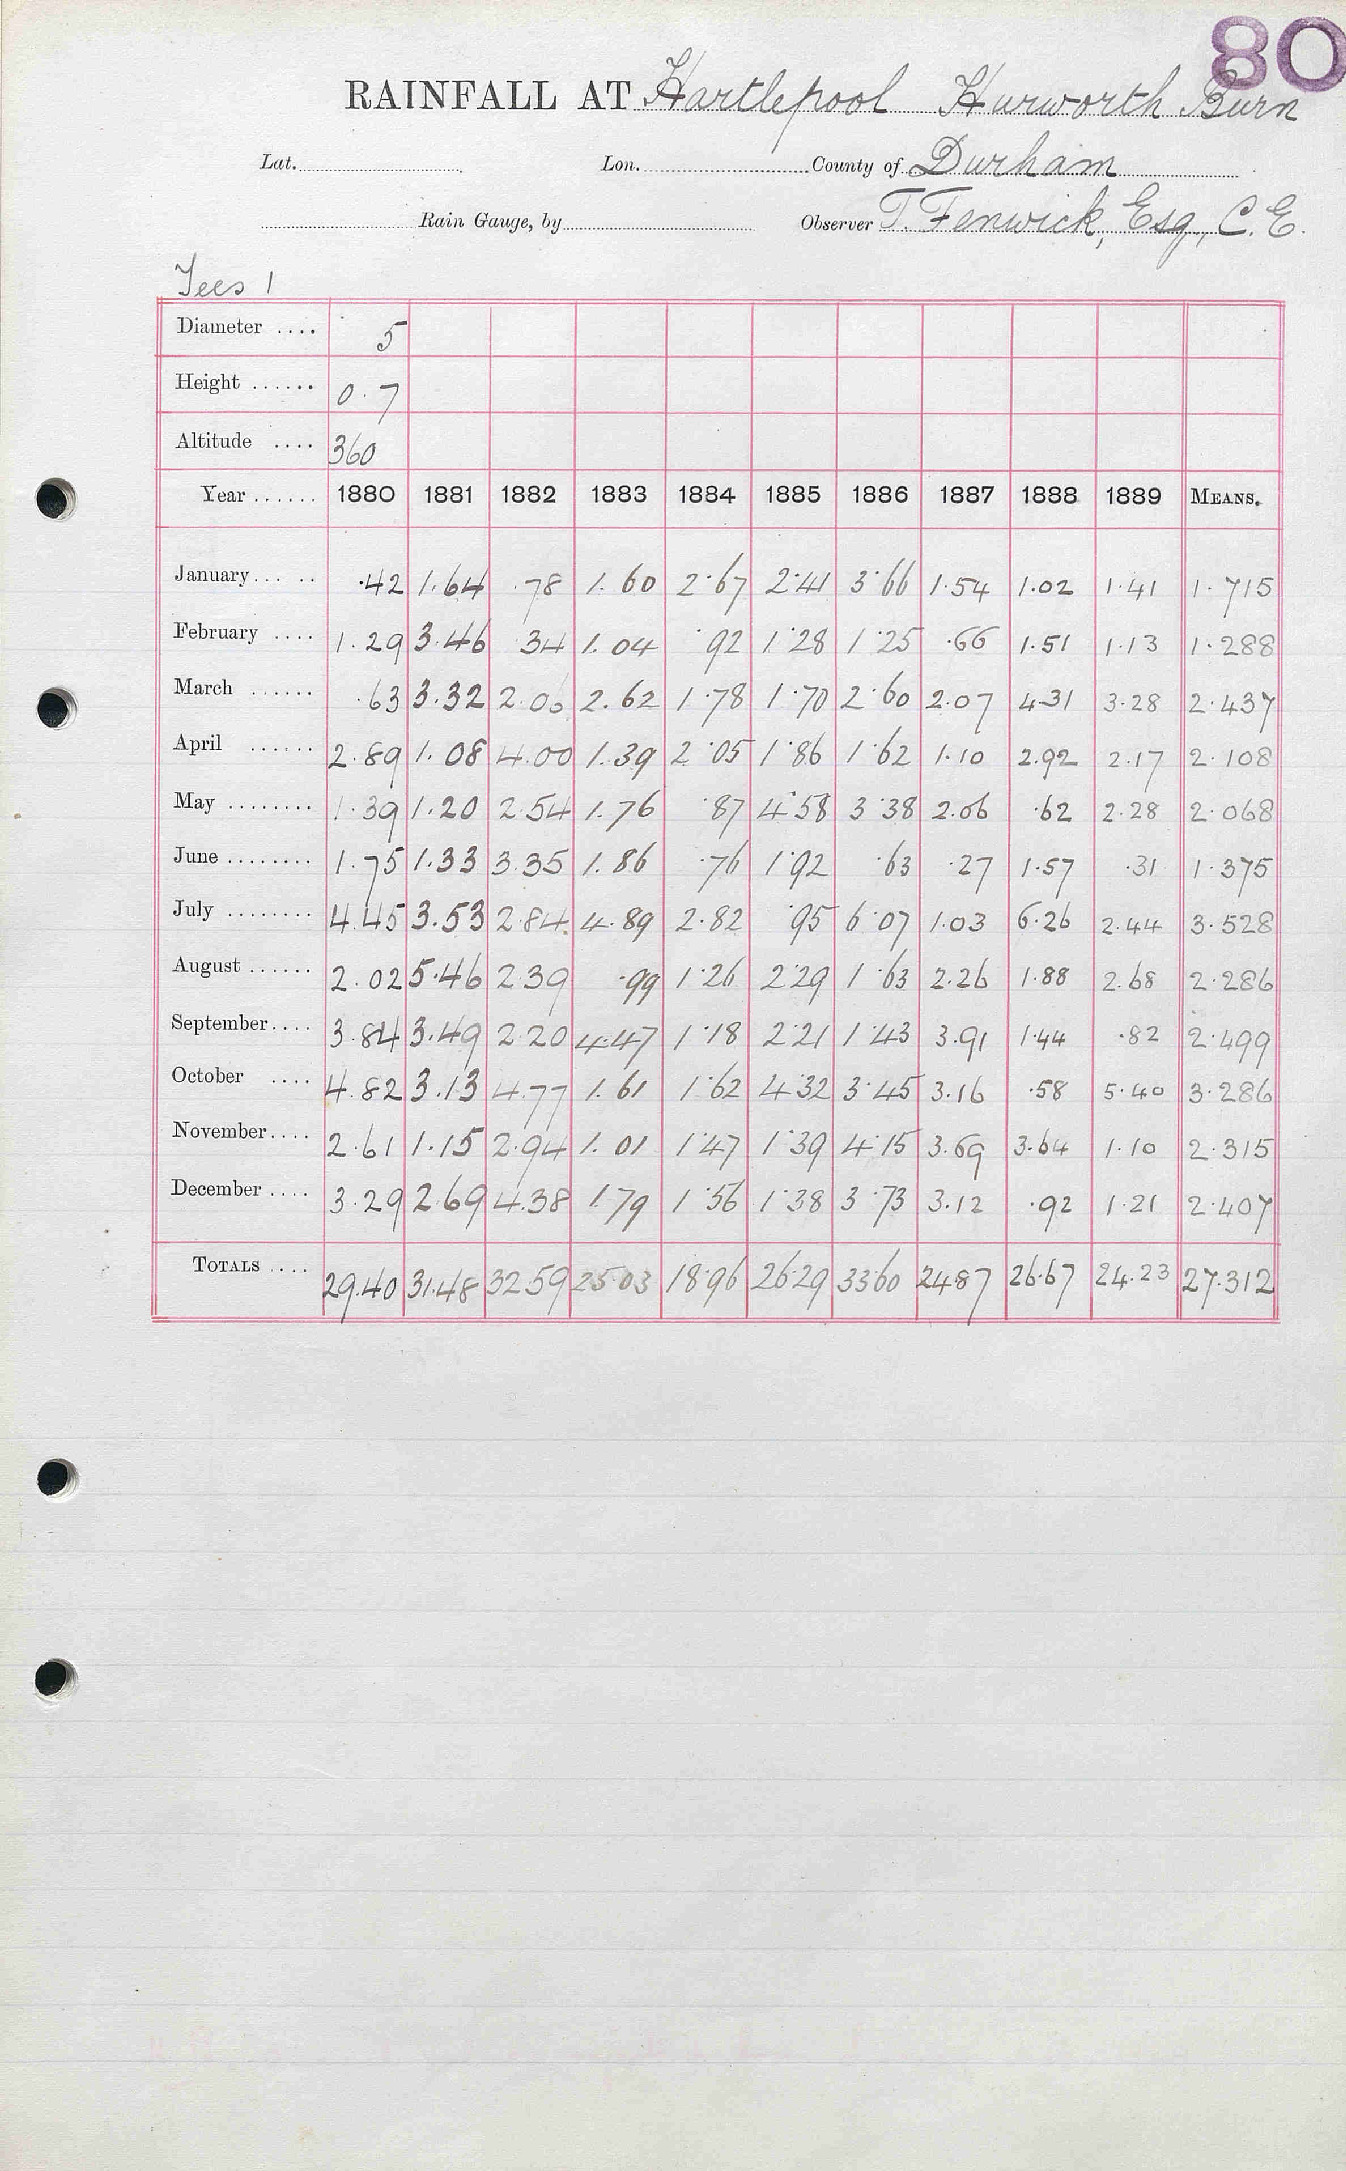 80
RAINFALL AT Hartlepool Hurworth Burn
Lat. Lon. County of Durham
Rain Gauge, by Observer T. Fenwick, Esq., C.E.
Tees 1
Diameter .... 5
Height ...... 0.7
Altitude .... 360
Year ...... 1880 1881 1882 1883 1884 1885 1886 1887 1888 1889 MEANS.
January ... .. .42 1.64 .78 1.60 2.67 2.41 3.66 1.54 1.02 1.41 1.715
February .... 1.29 3.46 .34 1.04 .92 1.28 1.25 .66 1.51 1.13 1.288
March ...... .63 3.32 2.06 2.62 1.78 1.70 2.60 2.07 4.31 3.28 2.437
April ...... 2.89 1.08 4.00 1.39 2.05 1.86 1.62 1.10 2.92 2.17 2.108
May ........ 1.39 1.20 2.54 1.76 .87 4.58 3.38 2.06 .62 2.28 2.068
June ........ 1.75 1.33 3.35 1.86 .76 1.92 .63 .27 1.57 .31 1.375
July ........ 4.45 3.53 2.84 4.89 2.82 .95 6.07 1.03 6.26 2.44 3.528
August ...... 2.02 5.46 2.39 .99 1.26 2.29 1.63 2.26 1.88 2.68 2.286
September .... 3.84 3.49 2.20 4.47 1.18 2.21 1.43 3.91 1.44 .82 2.499
October .... 4.82 3.13 4.77 1.61 1.62 4.32 3.45 3.16 .58 5.40 3.286
November .... 2.61 1.15 2.94 1.01 1.47 1.39 4.15 3.69 3.64 1.10 2.315
December .... 3.29 2.69 4.38 1.79 1.56 1.38 3.73 3.12 .92 1.21 2.407
TOTALS .... 29.40 31.48 32.59 25.03 18.96 26.29 33.60 24.87 26.67 24.23 27.312